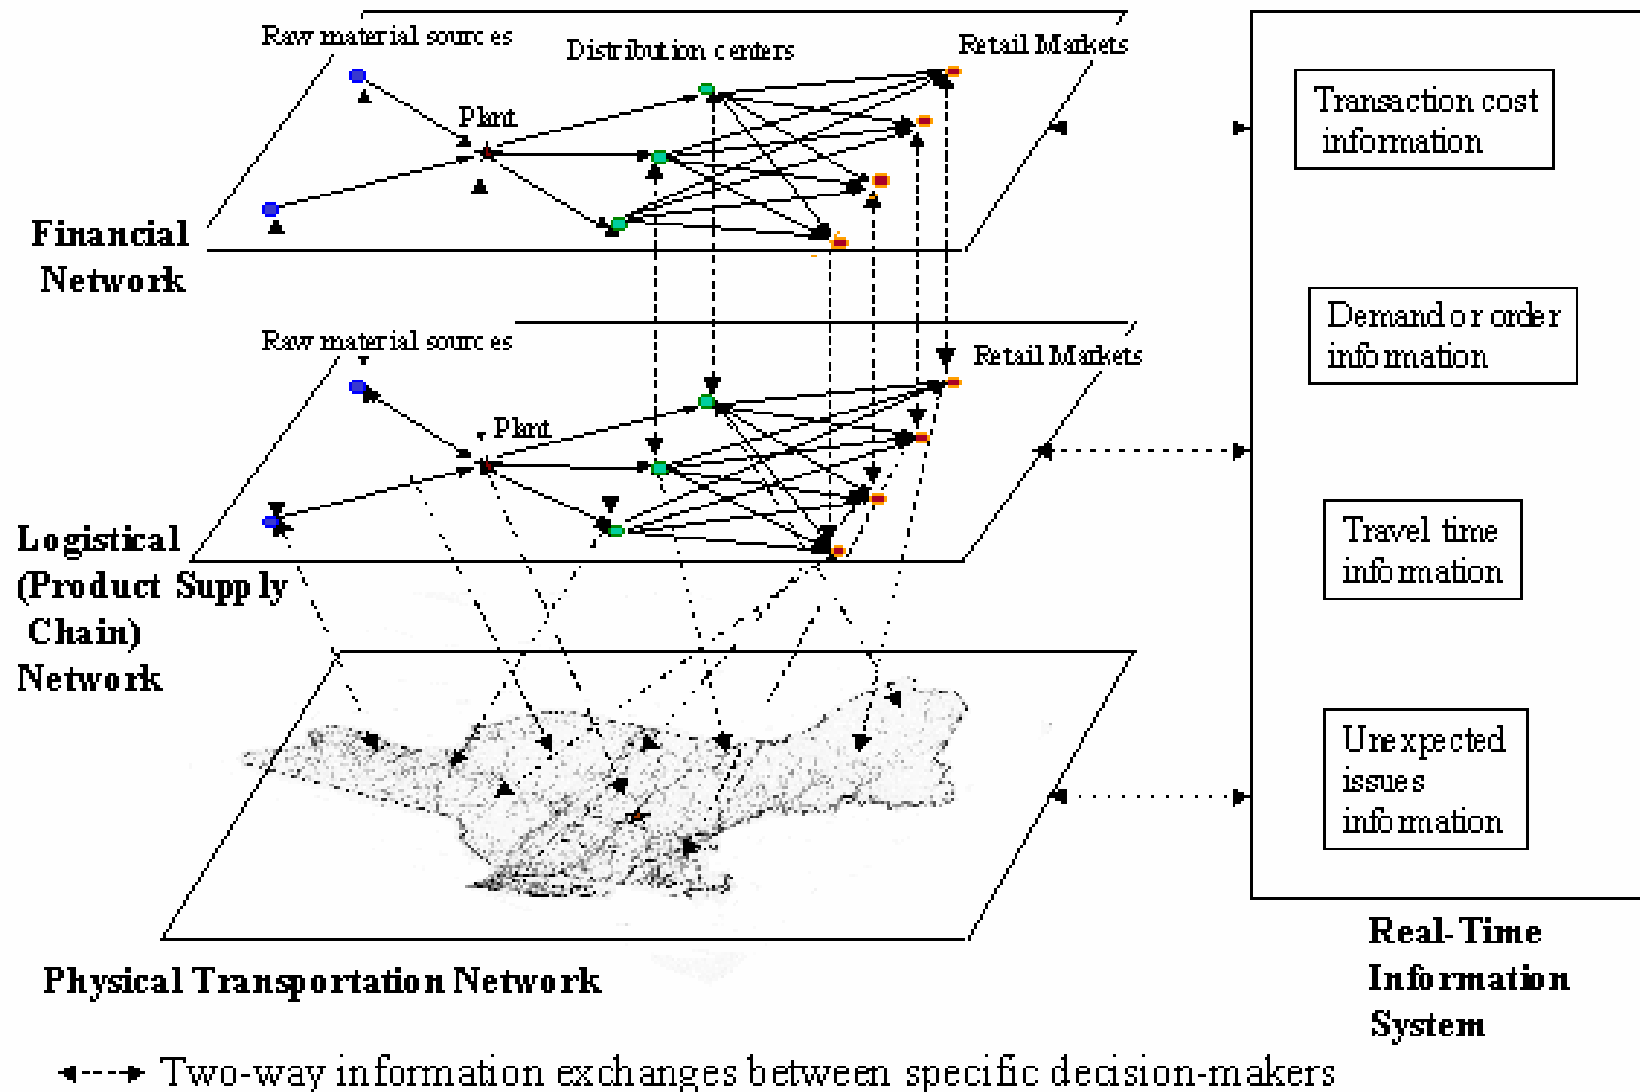 Raw material sources
Distribution centers
Retail Markets
Plant
Financial
Network
Raw material sources
Retail Markets
Plant
Logistical
(Product Supply
Chain)
Network
Physical Transportation Network
Transaction cost
information
Demand or order
information
Travel time
information
Unexpected
issues
information
Real-Time
Information
System
Two-way information exchanges between specific decision-makers